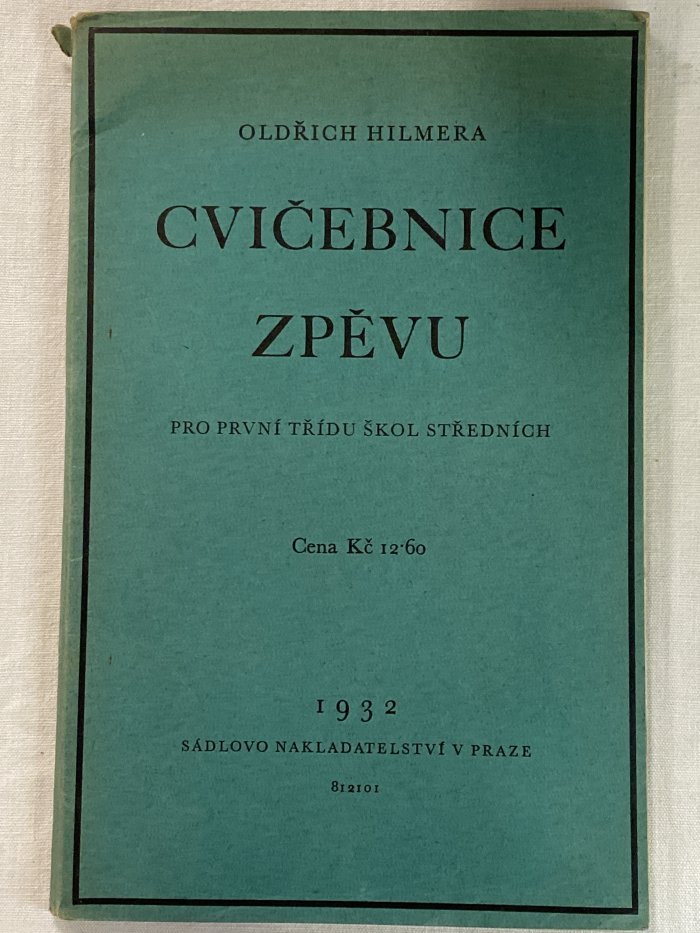 OLDŘICH HILMERA
CVIČEBNICE
ZPĚVU
PRO PRVNÍ TŘÍDU ŠKOL STŘEDNÍCH
Cena Kč 12·60
1932
SÁDLOVO NAKLADATELSTVÍ V PRAZE
812101